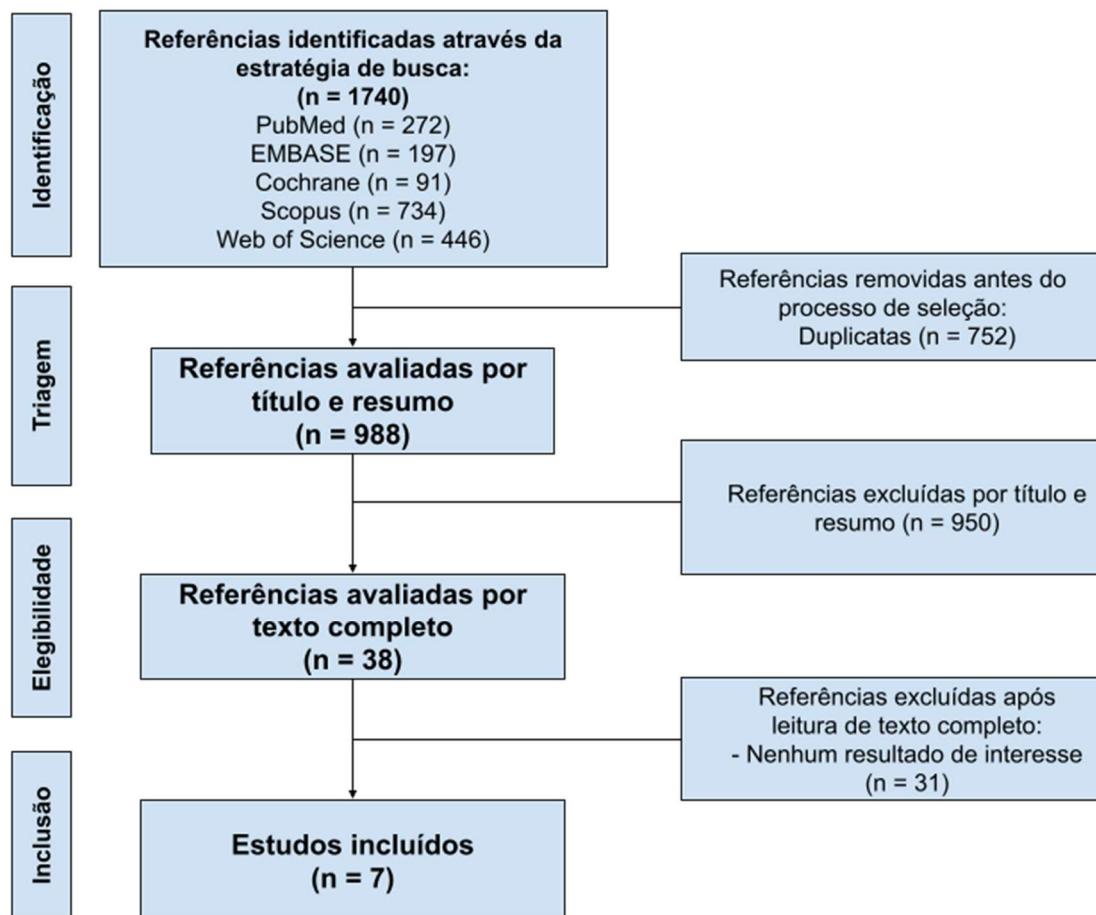 Identificação
Referências identificadas através da
estratégia de busca:
(n = 1740)
PubMed (n = 272)
EMBASE (n = 197)
Cochrane (n = 91)
Scopus (n = 734)
Web of Science (n = 446)
Referências removidas antes do
processo de seleção:
Duplicatas (n = 752)
Triagem
Referências avaliadas por
título e resumo
(n = 988)
Referências excluídas por título e
resumo (n = 950)
Elegibilidade
Referências avaliadas por
texto completo
(n = 38)
Referências excluídas após
leitura de texto completo:
- Nenhum resultado de interesse
(n = 31)
Inclusão
Estudos incluídos
(n = 7)